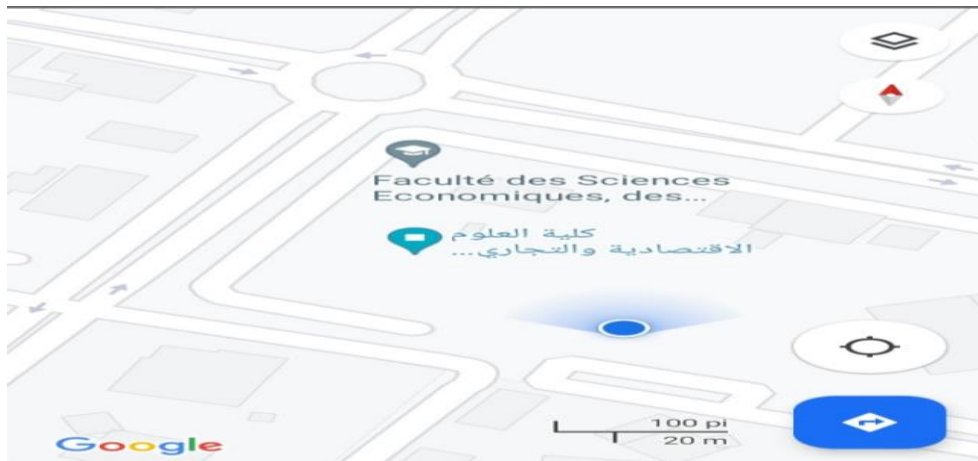 Faculté des Sciences
Economiques, des...
كلية العلوم
الاقتصادية والتجاري...
100 pi
20 m
Google